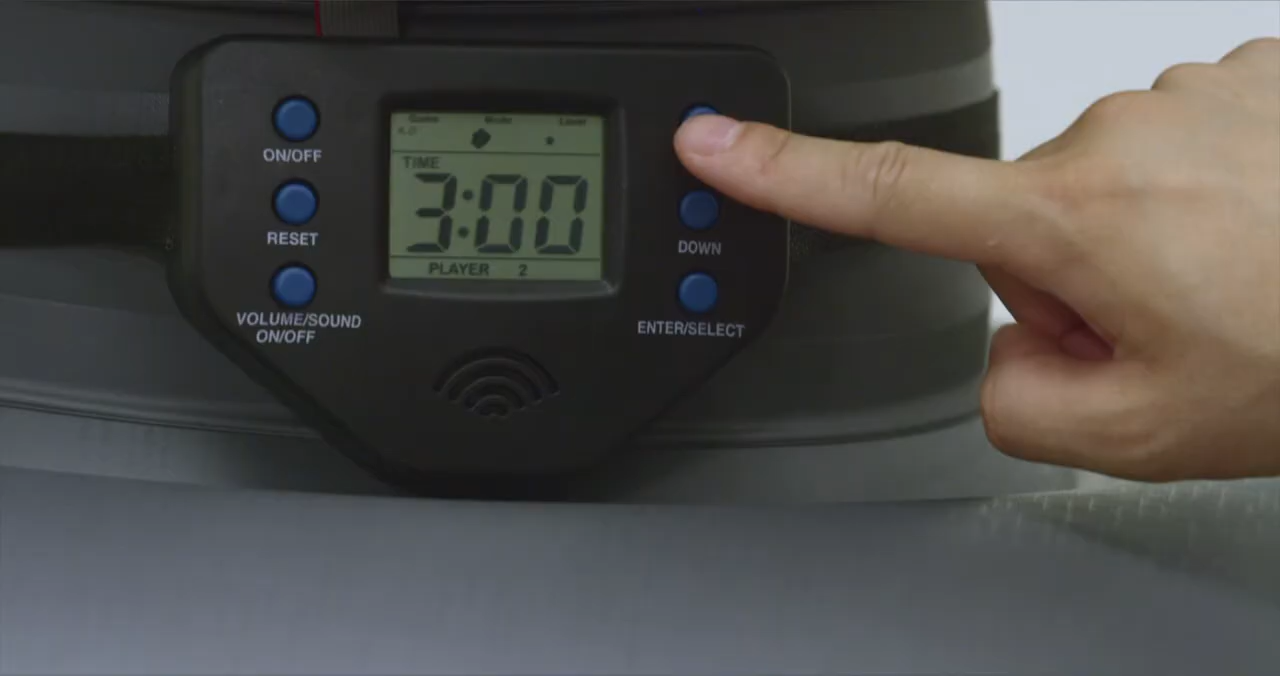 ON/OFF
RESET
VOLUME/SOUND
ON/OFF
Game Mode Level
TIME
3:00
PLAYER 2
DOWN
ENTER/SELECT